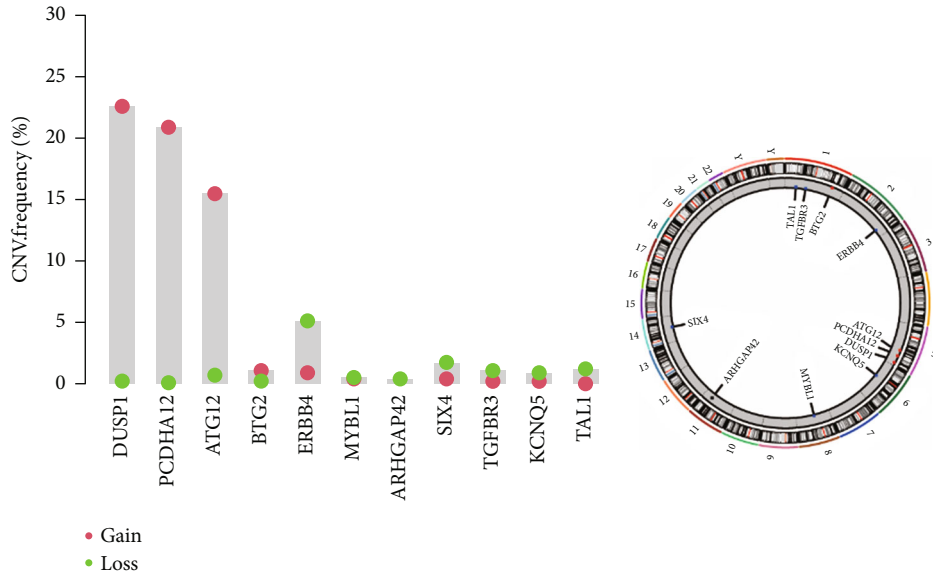 30
25
20
15
10
5
0
CNV.frequency (%)
DUSP1
PCDHA12
ATG12
BTG2
ERBB4
MYBL1
ARHGAP42
SIX4
TGFBR3
KCNQ5
TAL1
Gain
Loss
1
2
3
6
7
8
9
10
11
12
13
14
15
16
17
18
19
20
21
22
Y
Y
TAL1
TGFBR3
BTG2
ERBB4
ATG12
PCDHA12
DUSP1
KCNQ5
MYBL1
ARHGAP42
SIX4